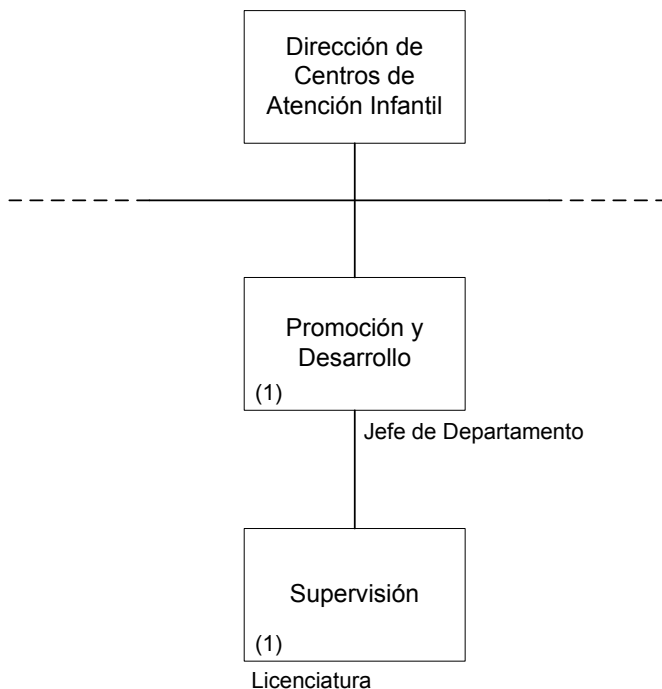 Dirección de
Centros de
Atención Infantil
Promoción y
Desarrollo
(1)
Jefe de Departamento
Supervisión
(1)
Licenciatura